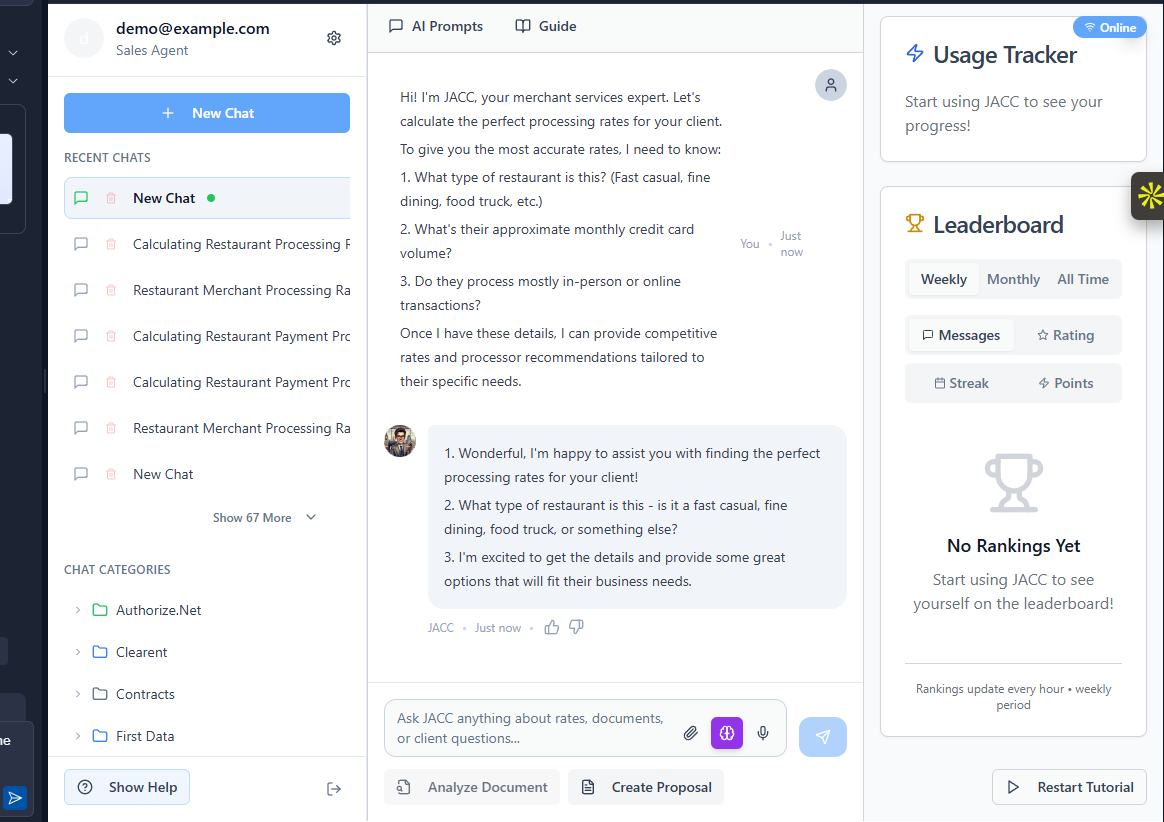 demo@example.com
Sales Agent
New Chat
RECENT CHATS
New Chat
Calculating Restaurant Processing R
Restaurant Merchant Processing Ra
Calculating Restaurant Payment Pro
Calculating Restaurant Payment Pro
Restaurant Merchant Processing Ra
New Chat
Show 67 More
CHAT CATEGORIES
Authorize.Net
Clearent
Contracts
First Data
Show Help
AI Prompts
Guide
Hi! I'm JACC, your merchant services expert. Let's
calculate the perfect processing rates for your client.
To give you the most accurate rates, I need to know:
1. What type of restaurant is this? (Fast casual, fine
dining, food truck, etc.)
2. What's their approximate monthly credit card
volume?
3. Do they process mostly in-person or online
transactions?
Once I have these details, I can provide competitive
rates and processor recommendations tailored to
their specific needs.
You • Just
now
1. Wonderful, I'm happy to assist you with finding the perfect
processing rates for your client!
2. What type of restaurant is this - is it a fast casual, fine
dining, food truck, or something else?
3. I'm excited to get the details and provide some great
options that will fit their business needs.
JACC • Just now •
Ask JACC anything about rates, documents,
or client questions...
Analyze Document
Create Proposal
Online
Usage Tracker
Start using JACC to see your
progress!
Leaderboard
Weekly Monthly All Time
Messages Rating
Streak Points
No Rankings Yet
Start using JACC to see
yourself on the leaderboard!
Rankings update every hour • weekly
period
Restart Tutorial